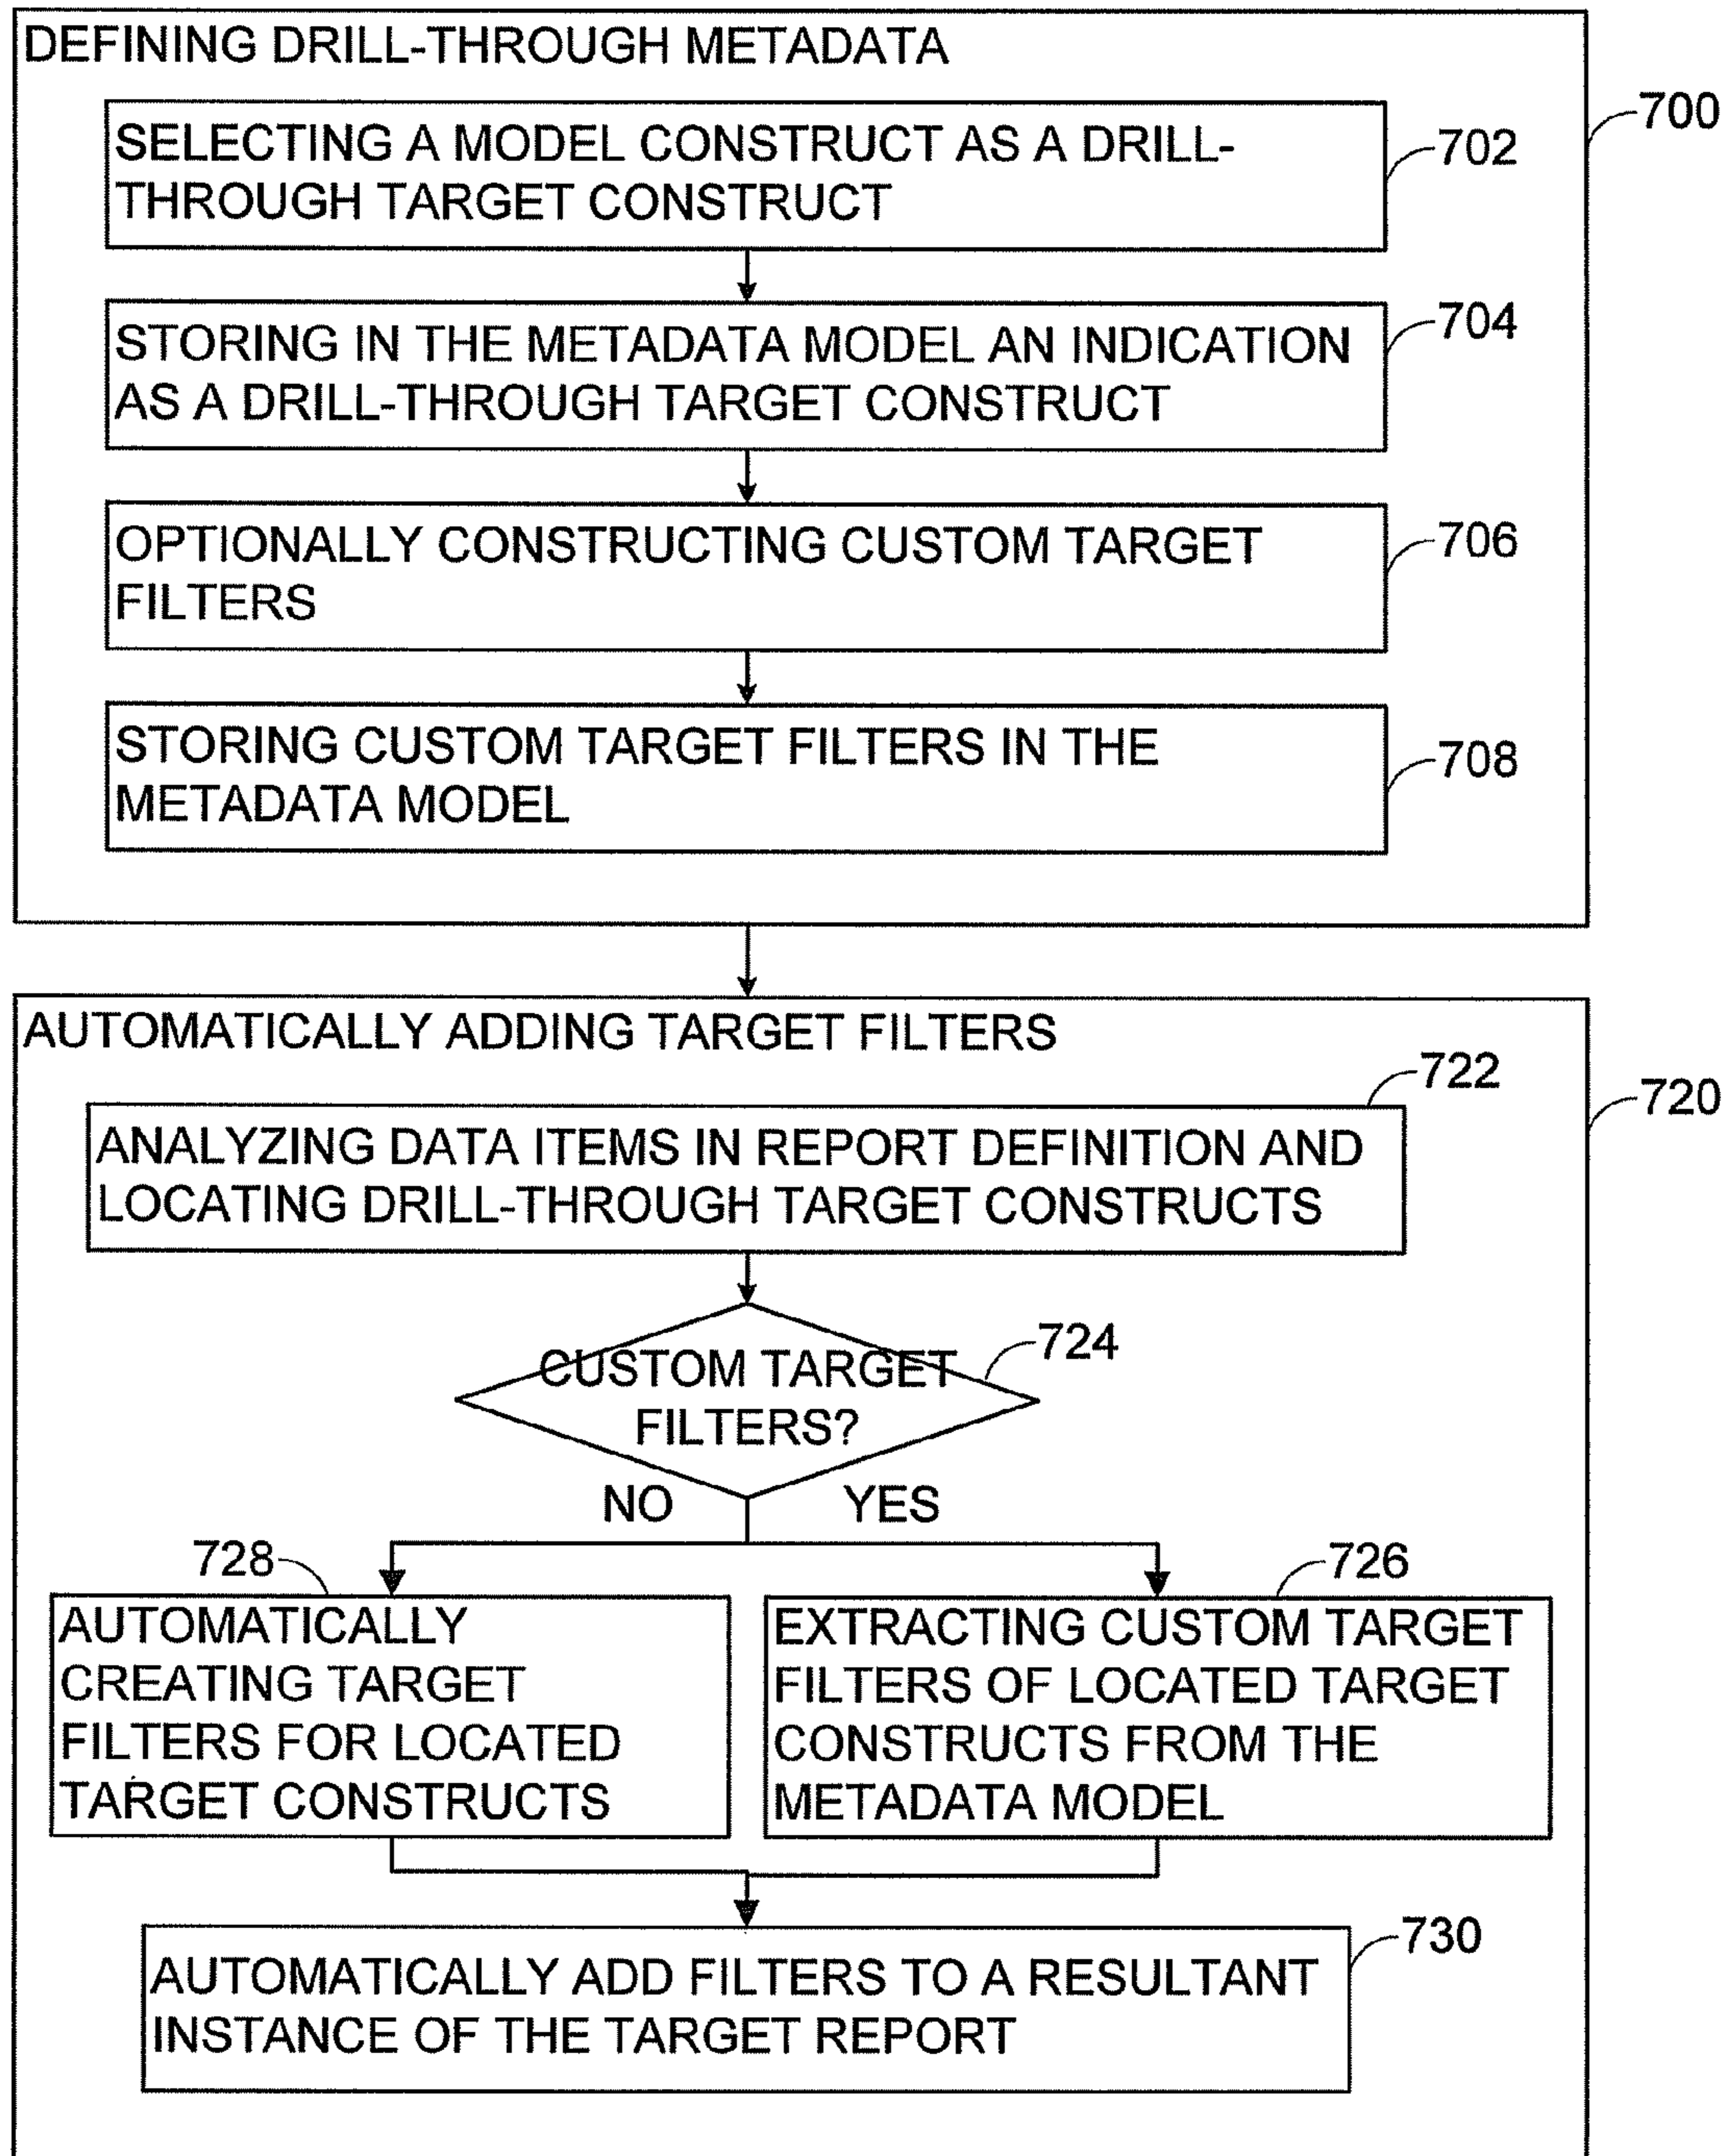 DEFINING DRILL-THROUGH METADATA
700
SELECTING A MODEL CONSTRUCT AS A DRILL-
THROUGH TARGET CONSTRUCT
702
STORING IN THE METADATA MODEL AN INDICATION
AS A DRILL-THROUGH TARGET CONSTRUCT
704
OPTIONALLY CONSTRUCTING CUSTOM TARGET
FILTERS
706
STORING CUSTOM TARGET FILTERS IN THE
METADATA MODEL
708
AUTOMATICALLY ADDING TARGET FILTERS
720
722
ANALYZING DATA ITEMS IN REPORT DEFINITION AND
LOCATING DRILL-THROUGH TARGET CONSTRUCTS
724
CUSTOM TARGET
FILTERS?
NO
YES
728
AUTOMATICALLY
CREATING TARGET
FILTERS FOR LOCATED
TARGET CONSTRUCTS
726
EXTRACTING CUSTOM TARGET
FILTERS OF LOCATED TARGET
CONSTRUCTS FROM THE
METADATA MODEL
730
AUTOMATICALLY ADD FILTERS TO A RESULTANT
INSTANCE OF THE TARGET REPORT